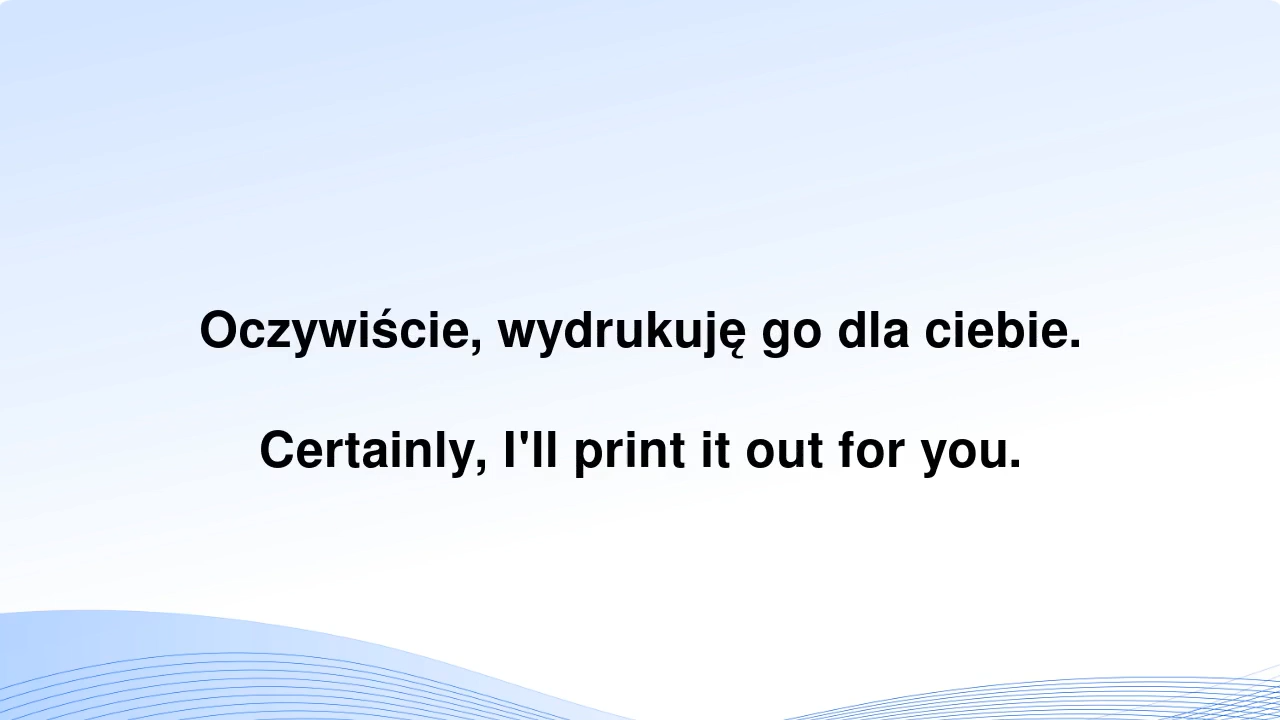 Oczywiście, wydrukuję go dla ciebie.
Certainly, I'll print it out for you.